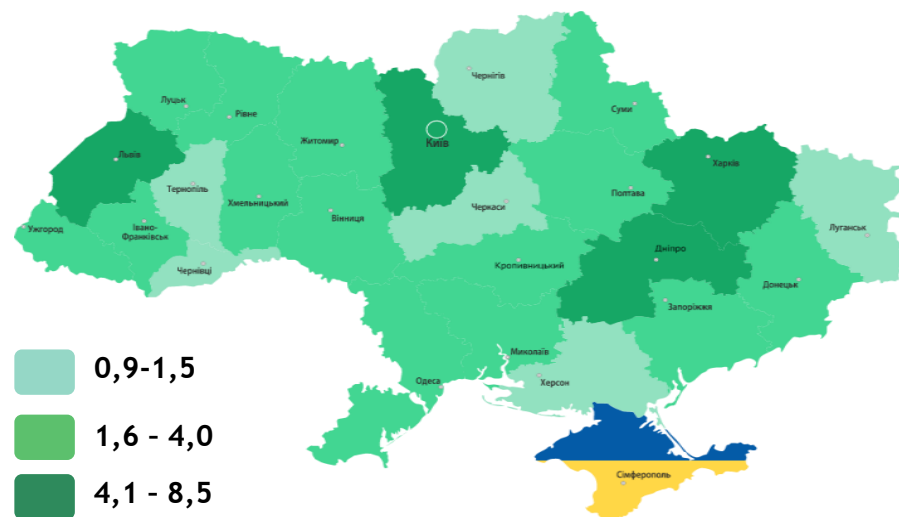 Чернігів
Луцьк
Рівне
Суми
Житомир
Київ
Львів
Харків
Тернопіль
Хмельницький
Полтава
Черкаси
Вінниця
Ужгород
Івано-
Франківськ
Луганськ
Дніпро
Чернівці
Кропивницький
Донецьк
Запоріжжя
Миколаїв
Одеса
Херсон
Сімферополь
0,9-1,5
1,6 - 4,0
4,1 - 8,5